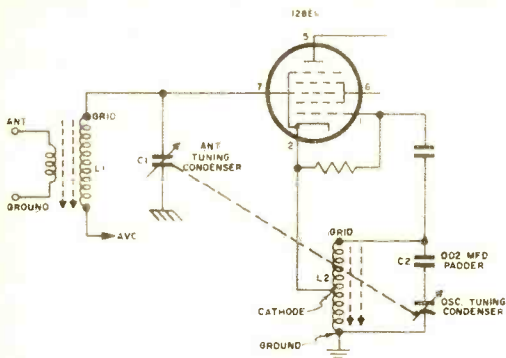 5
7
6
1
2
ANT
GRID
L1
C1
ANT
TUNING
CONDENSER
GROUND
AVC
GRID
C2
002 MFD
PADDER
L2
OSC. TUNING
CONDENSER
CATHODE
GROUND